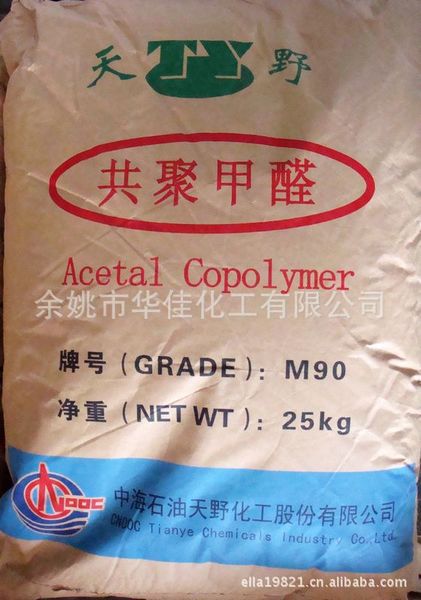 天 TY 野
共聚甲醛
Acetal Copolymer
余姚市华佳化工有限公司
牌号（GRADE）：M90
净重（NET WT）：25kg
CNOOC
中海石油天野化工股份有限公司
CNOOC Tianye Chemicals Industry Co.,Ltd.
ella19821.cn.alibaba.com